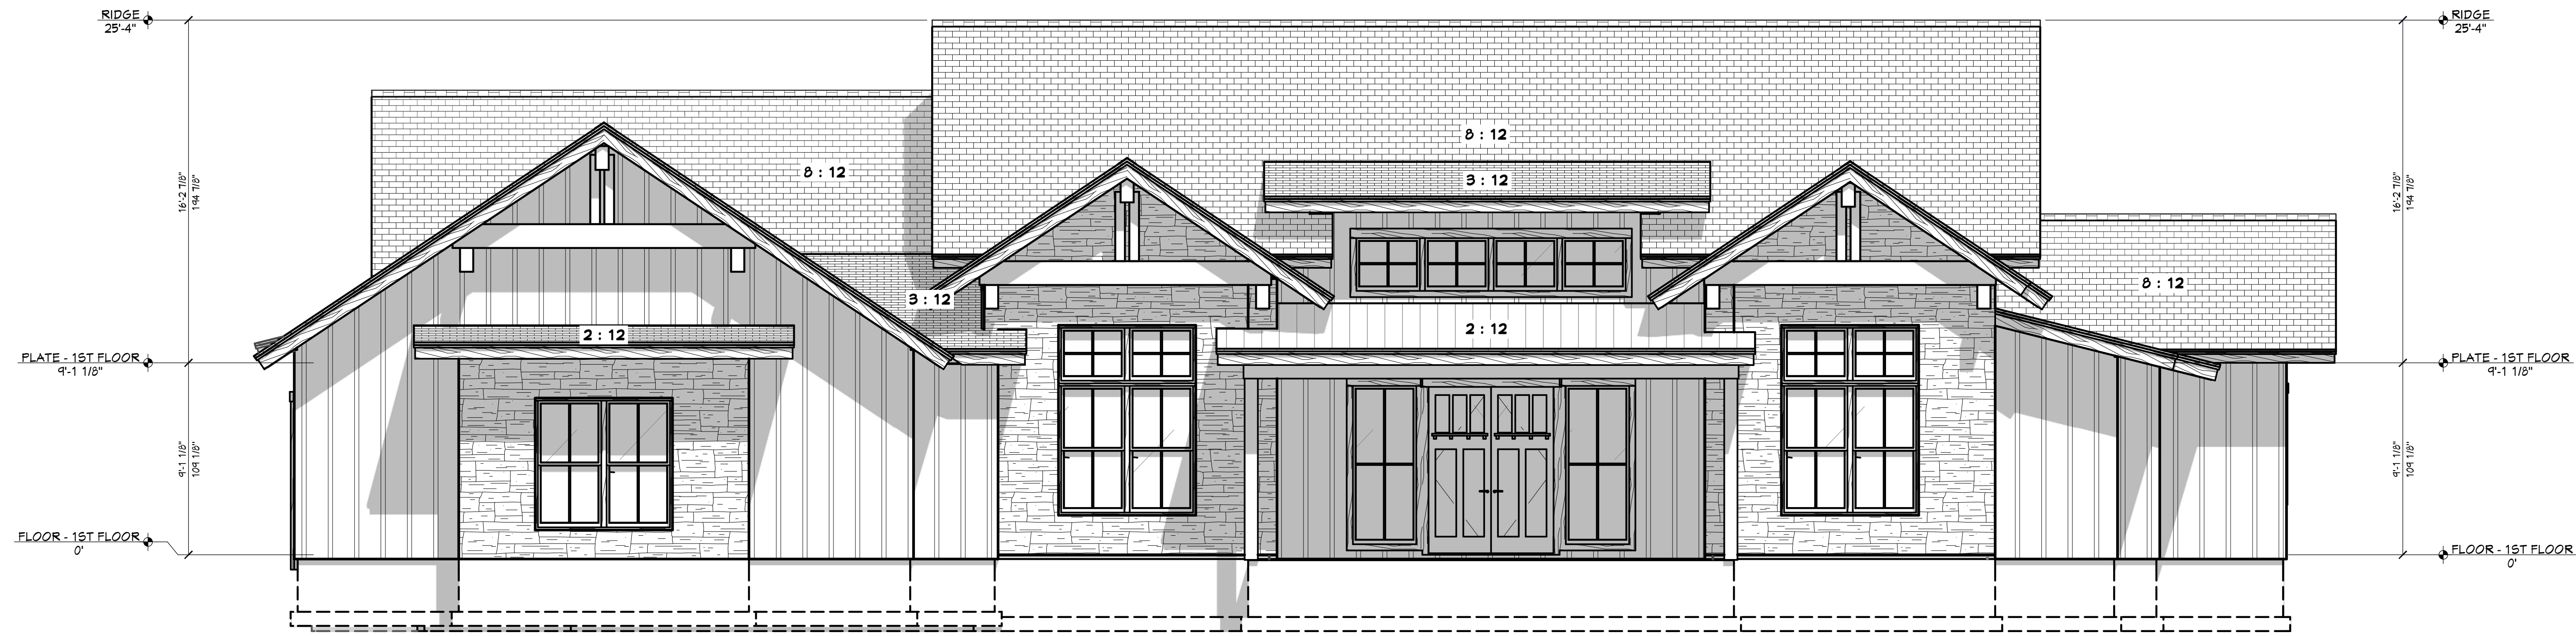 RIDGE
25'-4"
RIDGE
25'-4"
8 : 12
8 : 12
3 : 12
16'-2 7/8"
194 7/8"
16'-2 7/8"
194 7/8"
8 : 12
3 : 12
2 : 12
2 : 12
PLATE - 1ST FLOOR
9'-1 1/8"
PLATE - 1ST FLOOR
9'-1 1/8"
9'-1 1/8"
109 1/8"
9'-1 1/8"
109 1/8"
FLOOR - 1ST FLOOR
0'
FLOOR - 1ST FLOOR
0'